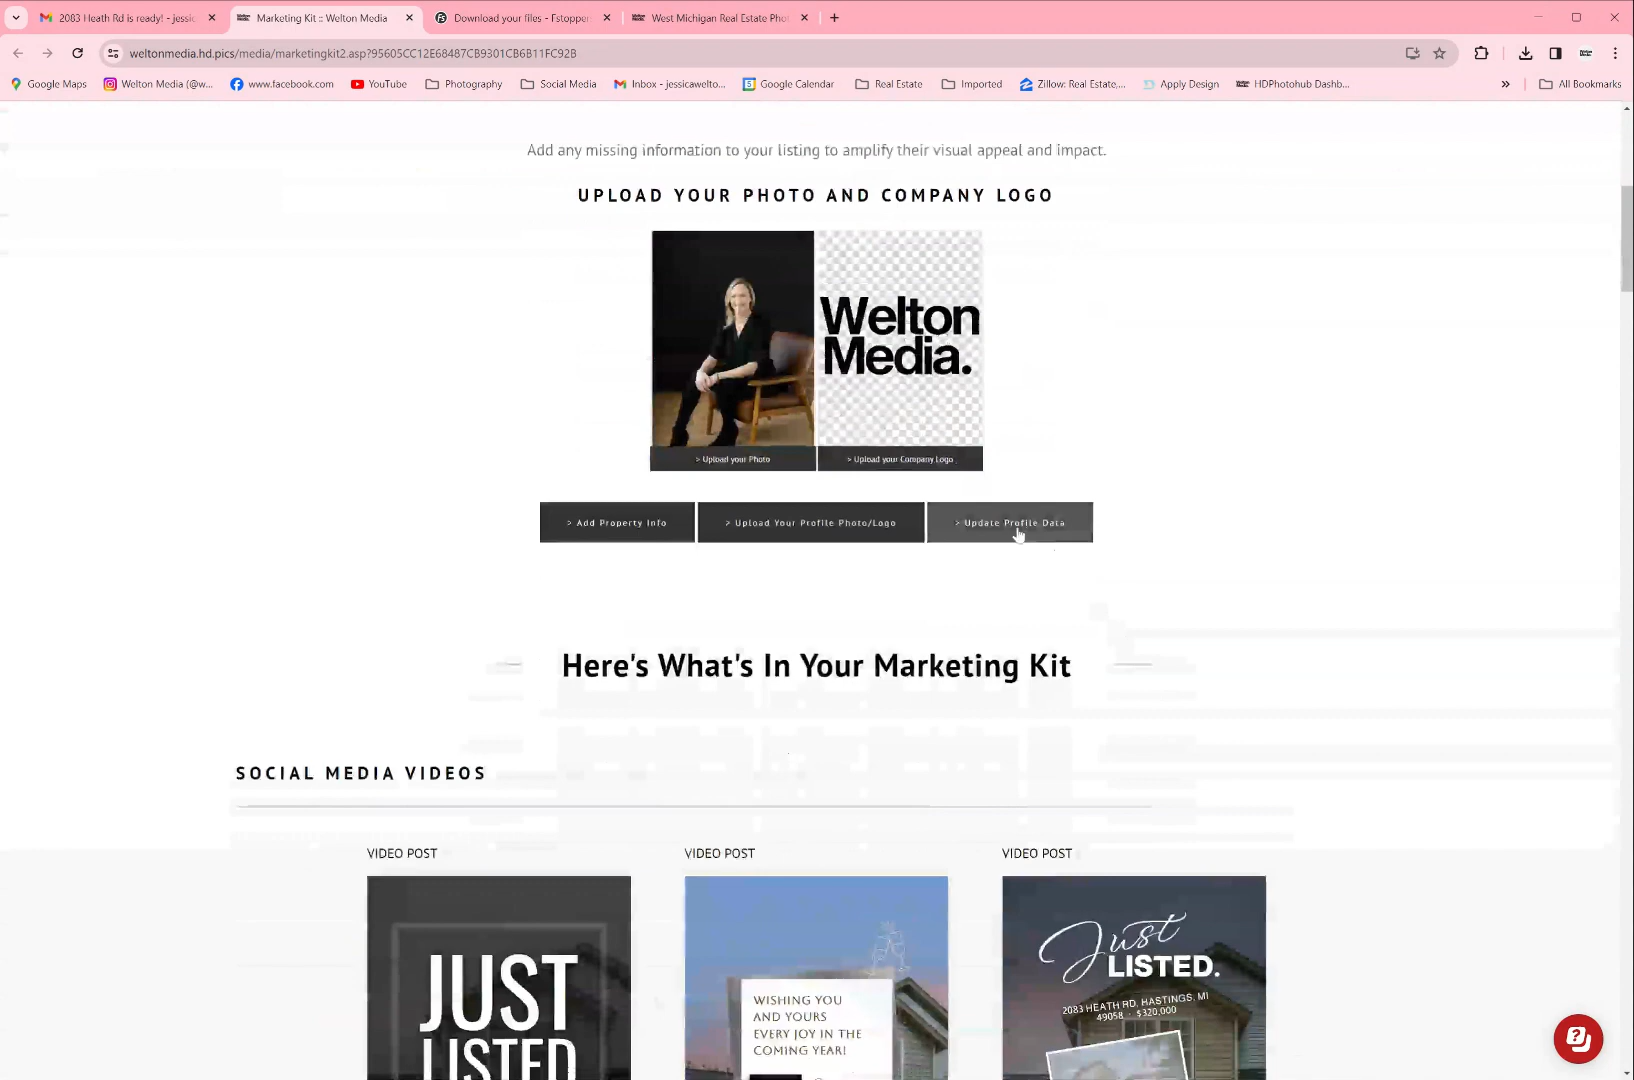 2083 Heath Rd is ready! - jessic
Marketing Kit :: Welton Media
Download your files - Fstopper
West Michigan Real Estate Pho
weltonmedia.hd.pics/media/marketingkit2.asp?95605CC12E68487CB9301CB6B11FC92B
Google Maps
Welton Media (@w...
www.facebook.com
YouTube
Photography
Social Media
Inbox - jessicawelto...
Google Calendar
Real Estate
Imported
Zillow: Real Estate,...
Apply Design
HDPhotohub Dashb...
»
All Bookmarks
Add any missing information to your listing to amplify their visual appeal and impact.
UPLOAD YOUR PHOTO AND COMPANY LOGO
Welton
Media.
> Upload your Photo
> Upload your Company Logo
> Add Property Info
> Upload Your Profile Photo/Logo
> Update Profile Data
Here's What's In Your Marketing Kit
SOCIAL MEDIA VIDEOS
VIDEO POST
VIDEO POST
VIDEO POST
JUST
LISTED
WISHING YOU
AND YOURS
EVERY JOY IN THE
COMING YEAR!
Just
LISTED.
2083 HEATH RD, HASTINGS, MI
49058 - $320,000